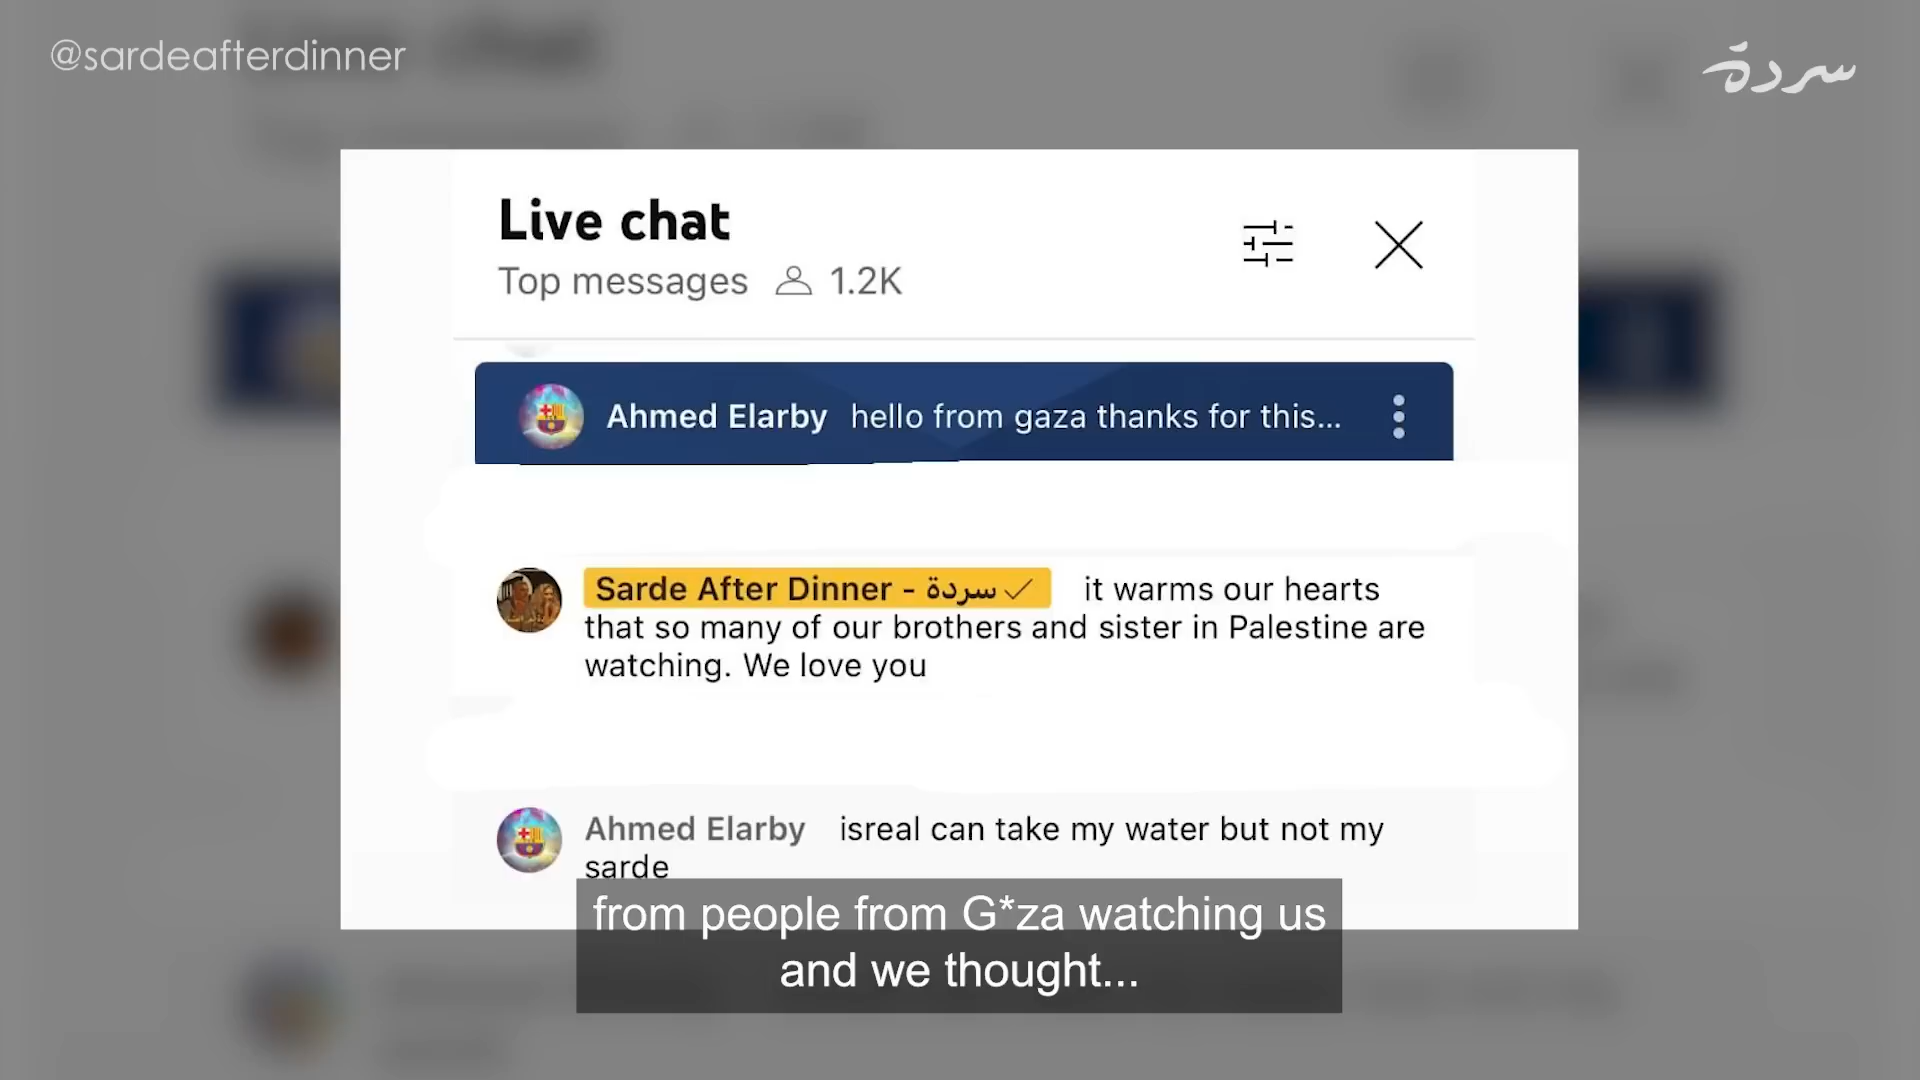 @sardeafterdinner
سردة
Live chat
Top messages 1.2K
Ahmed Elarby hello from gaza thanks for this...
Sarde After Dinner - سردة it warms our hearts
that so many of our brothers and sister in Palestine are
watching. We love you
Ahmed Elarby isreal can take my water but not my
sarde
from people from G*za watching us
and we thought...